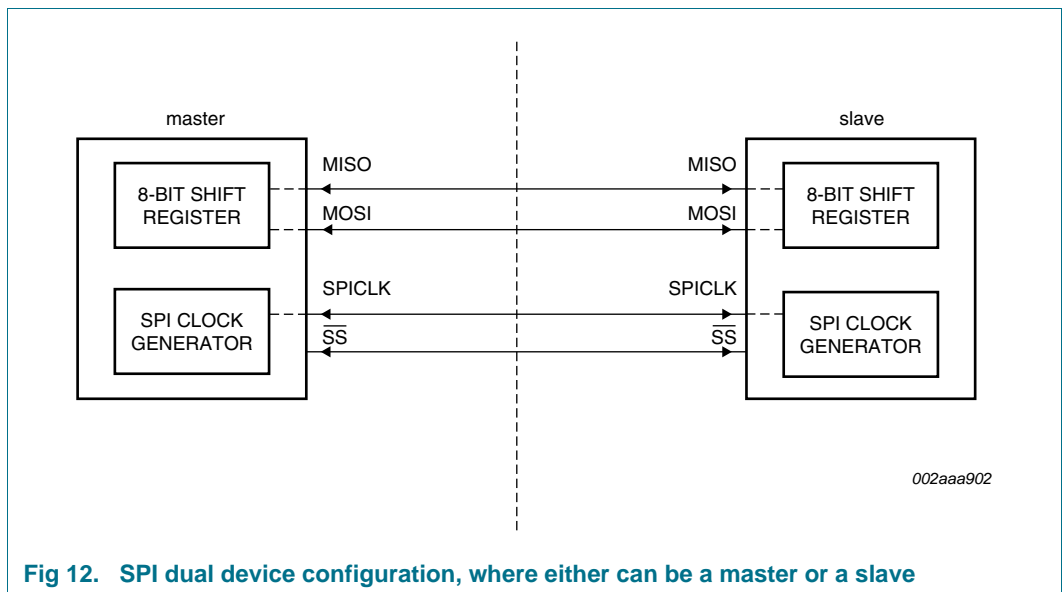 master
slave
MISO
MISO
8-BIT SHIFT
REGISTER
8-BIT SHIFT
REGISTER
MOSI
MOSI
SPICLK
SPICLK
SPI CLOCK
GENERATOR
SPI CLOCK
GENERATOR
SS
SS
002aaa902
Fig 12. SPI dual device configuration, where either can be a master or a slave